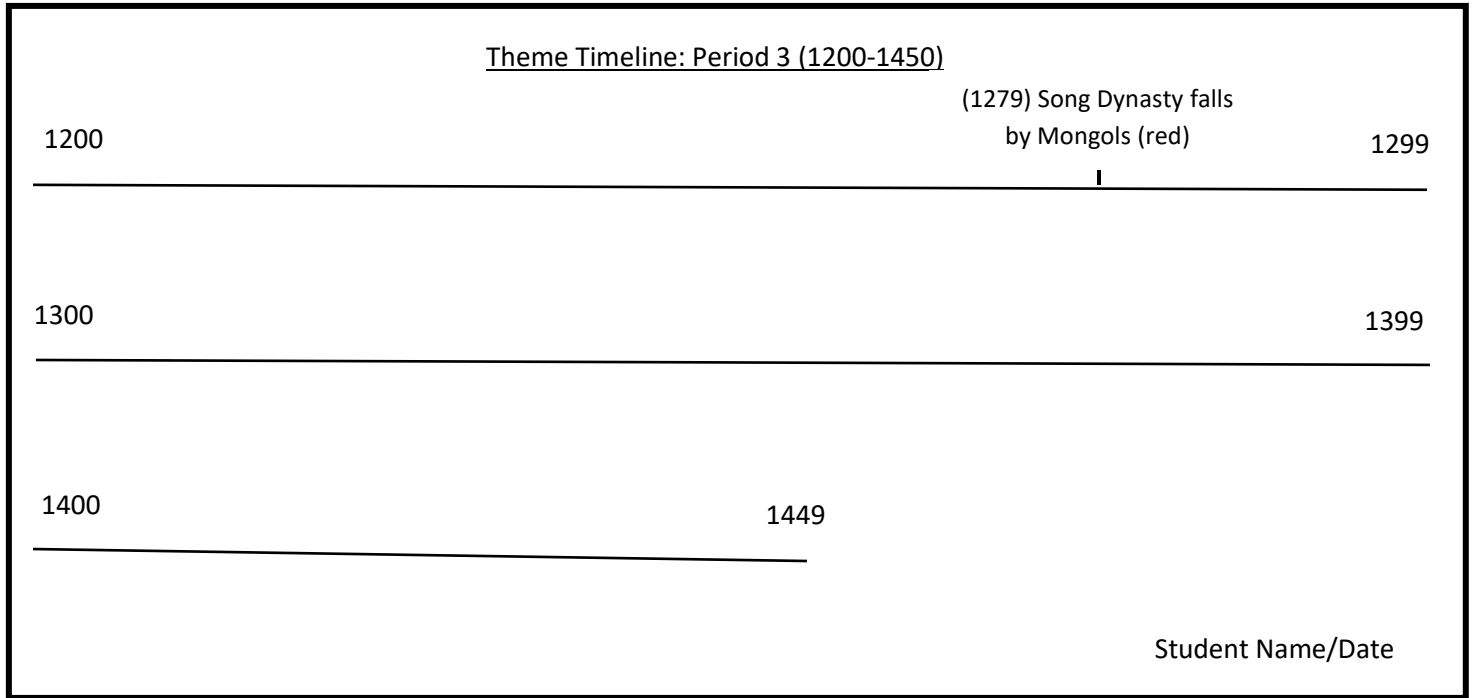 Theme Timeline: Period 3 (1200-1450)
(1279) Song Dynasty falls
by Mongols (red)
1200
1299
1300
1399
1400
1449
Student Name/Date